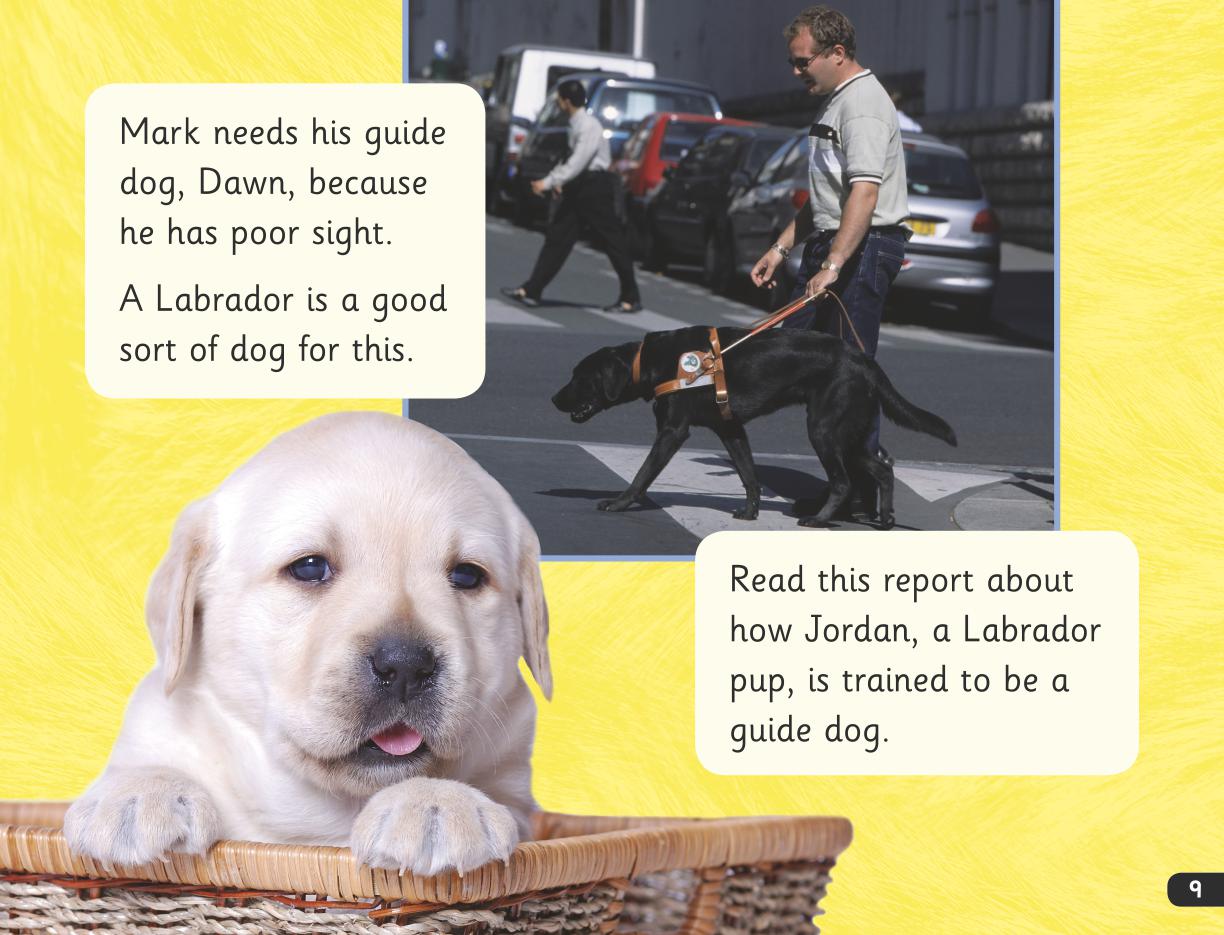 Mark needs his guide
dog, Dawn, because
he has poor sight.
A Labrador is a good
sort of dog for this.
Read this report about
how Jordan, a Labrador
pup, is trained to be a
guide dog.
9